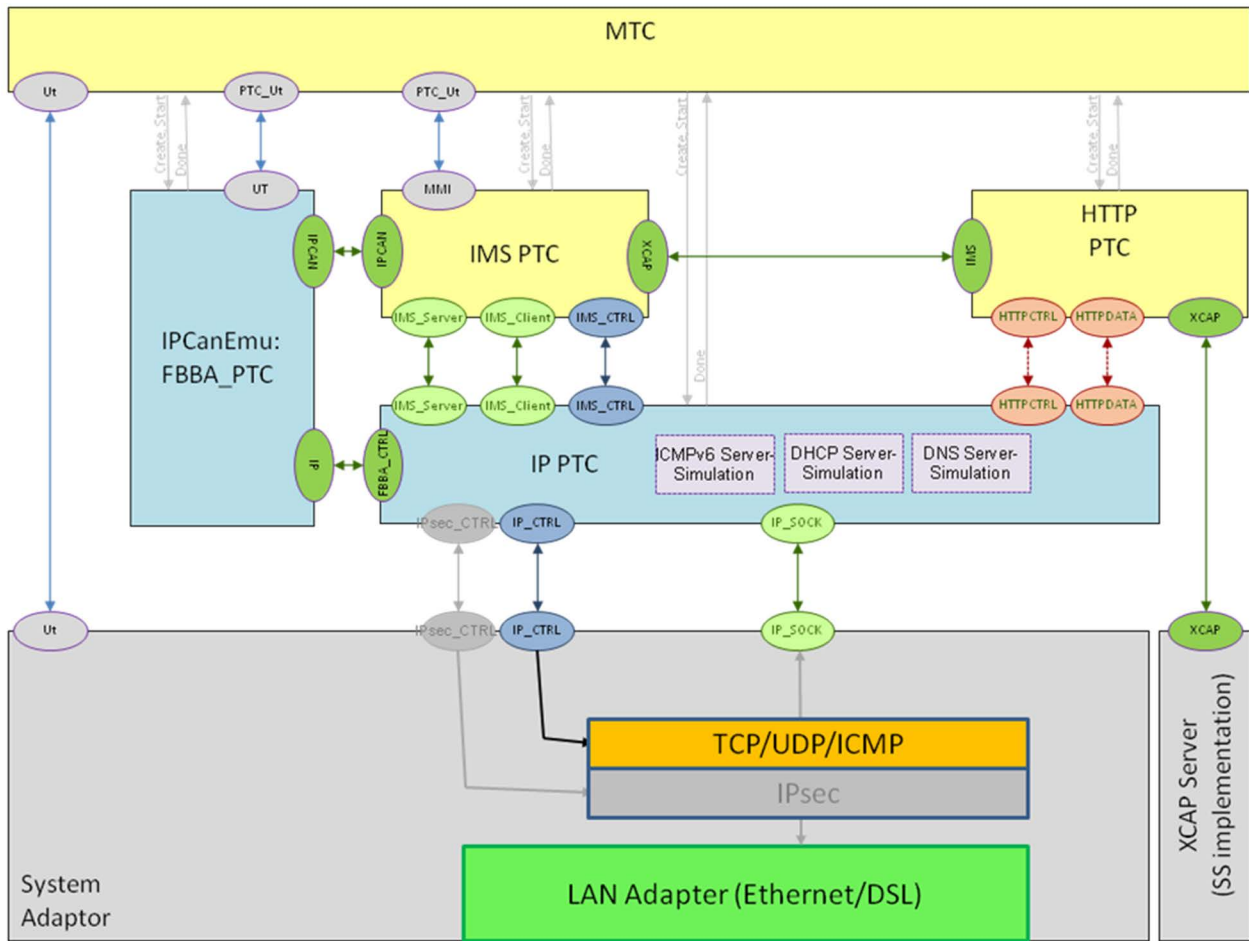 MTC
Ut
PTC_Ut
PTC_Ut
Create_Start
Done
Create_Start
Done
Create_Start
Done
Create_Start
Done
UT
MMI
IPCAN
IPCAN
IMS PTC
XCAP
SMI
HTTP
PTC
IMS_Server
IMS_Client
IMS_CTRL
HTTPCTRL
HTTPDATA
XCAP
IPCanEmu:
FBBA_PTC
IMS_Server
IMS_Client
IMS_CTRL
HTTPCTRL
HTTPDATA
IP
FBBA_CTRL
IP PTC
ICMPv6 Server-
Simulation
DHCP Server-
Simulation
DNS Server-
Simulation
IPsec_CTRL
IP_CTRL
IP_SOCK
Ut
IPsec_CTRL
IP_CTRL
IP_SOCK
XCAP
TCP/UDP/ICMP
IPsec
LAN Adapter (Ethernet/DSL)
System
Adaptor
XCAP Server
(SS implementation)